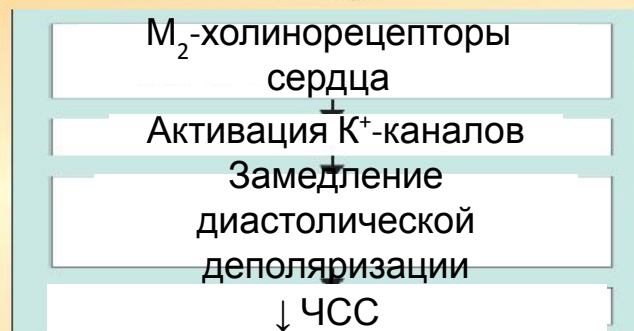 М₂-холинорецепторы
сердца
Активация К⁺-каналов
Замедление
диастолической
деполяризации
↓ ЧСС